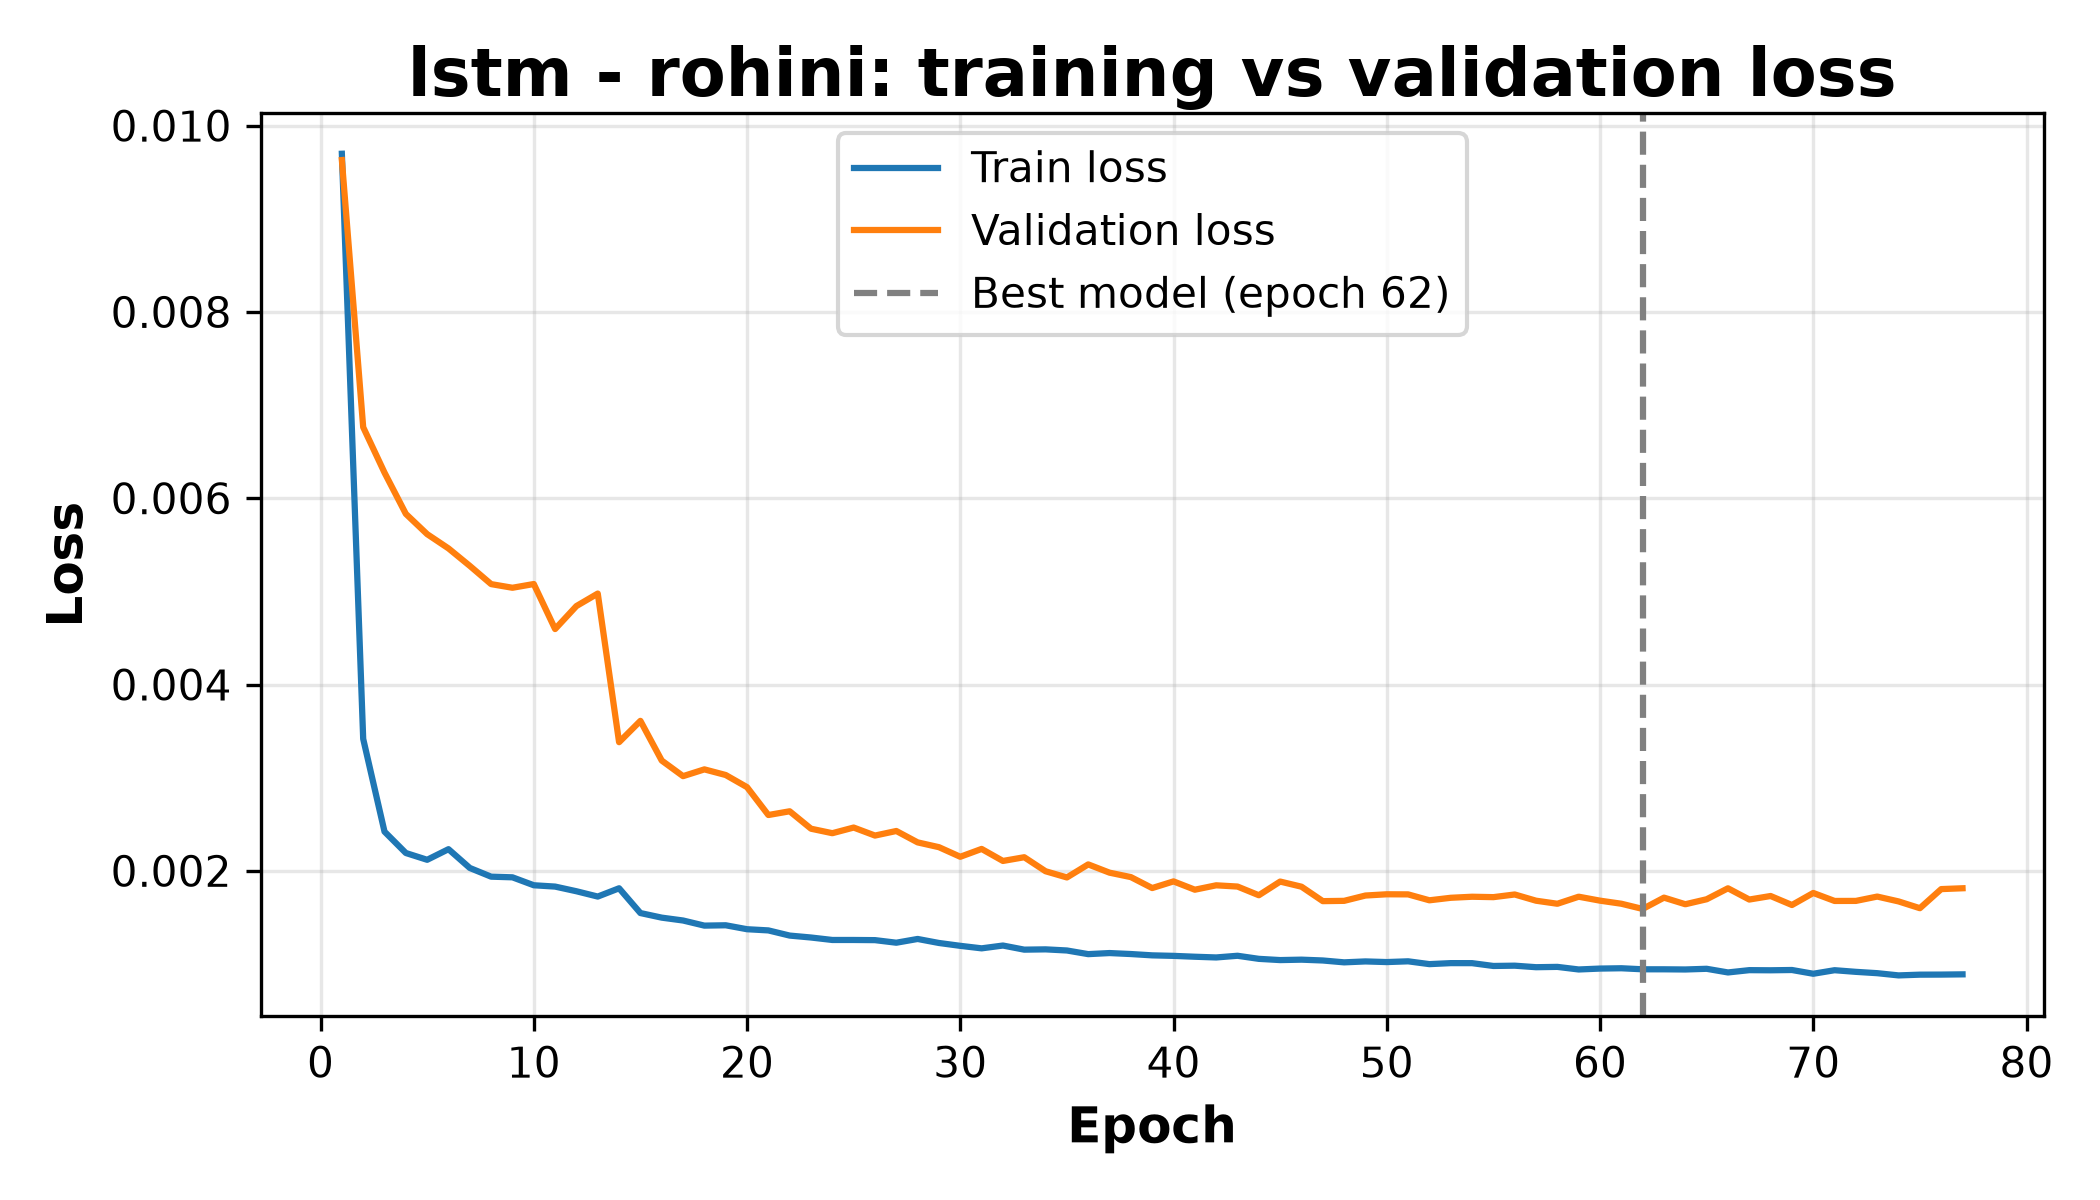 lstm - rohini: training vs validation loss
Train loss
Validation loss
Best model (epoch 62)
Loss
0.010
0.008
0.006
0.004
0.002
0 10 20 30 40 50 60 70 80
Epoch